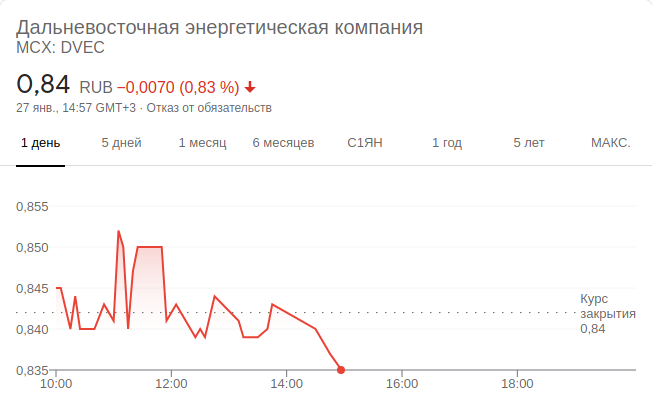 Дальневосточная энергетическая компания
MCX: DVEC
0,84 RUB −0,0070 (0,83 %)
27 янв., 14:57 GMT+3 · Отказ от обязательств
1 день 5 дней 1 месяц 6 месяцев С1ЯН 1 год 5 лет МАКС.
0,855
0,850
0,845
Курс
закрытия
0,84
0,840
0,835
10:00 12:00 14:00 16:00 18:00